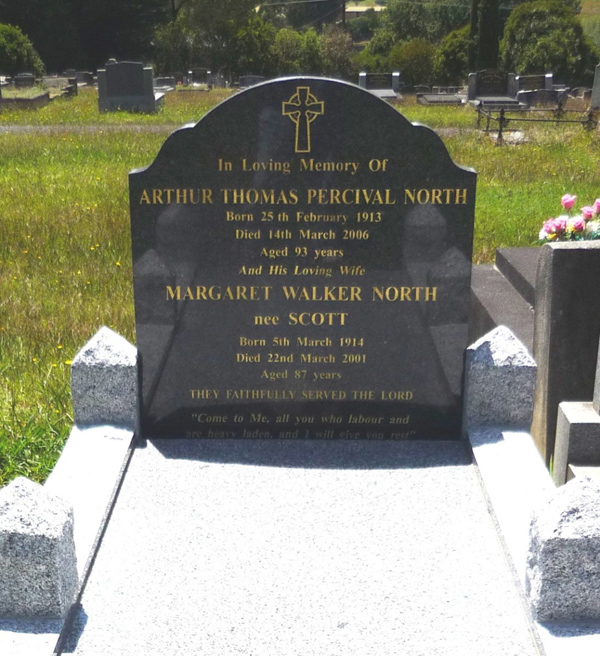 In Loving Memory Of
ARTHUR THOMAS PERCIVAL NORTH
Born 25th February 1913
Died 14th March 2006
Aged 93 years
And His Loving Wife
MARGARET WALKER NORTH
nee SCOTT
Born 5th March 1914
Died 22nd March 2001
Aged 87 years
THEY FAITHFULLY SERVED THE LORD
"Come to Me, all you who labour and
are heavy laden, and I will give you rest"